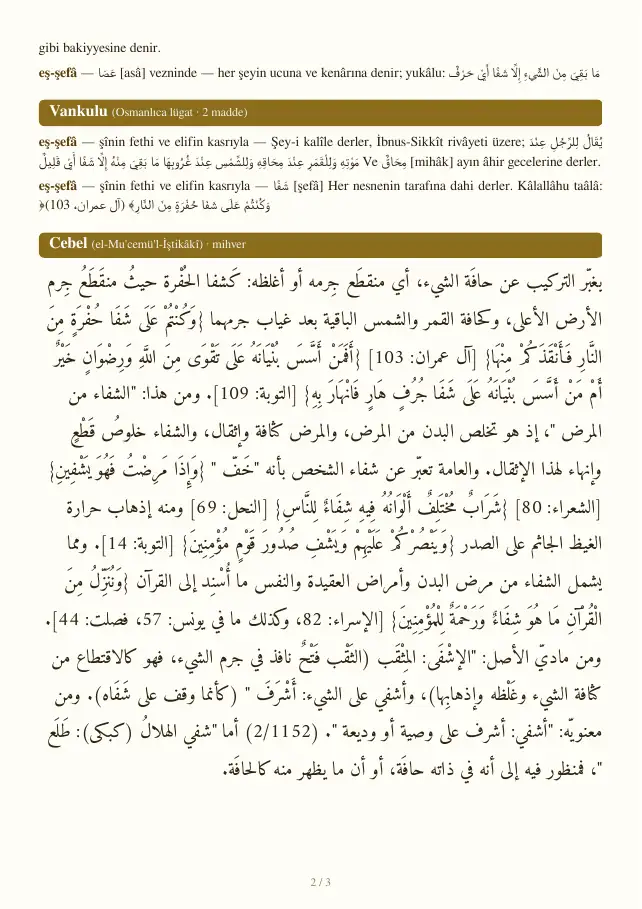 gibi bakiyyesine denir.
eş-şefâ — عَصَا [asâ] vezninde — her şeyin ucuna ve kenârına denir; yukâlu: مَا بَقِيَ مِنَ الشَّيْءِ إِلَّا شَفًا أَيْ حَرْفٌ
Vankulu (Osmanlıca lügat · 2 madde)
eş-şefâ — şînin fethi ve elifin kasrıyla — Şey-i kalîle derler, İbnus-Sikkît rivâyeti üzere; يُقَالُ لِلرَّجُلِ عِنْدَ
مَوْتِهِ وَلِلْقَمَرِ عِنْدَ مِحَاقِهِ وَلِلشَّمْسِ عِنْدَ غُرُوبِهَا مَا بَقِيَ مِنْهُ إِلَّا شَفًا أَيْ قَلِيلٌ Ve مِحَاقٌ [mihâk] ayın âhir gecelerine derler.
eş-şefâ — şînin fethi ve elifin kasrıyla — شَفَا [şefâ] Her nesnenin tarafına dahi derler. Kâlallâhu taâlâ:
﴿وَكُنْتُمْ عَلَى شَفَا حُفْرَةٍ مِنَ النَّارِ﴾ (آل عمران، 103)
Cebel (el-Mu'cemü'l-İştikâkî) · mihver
يعَبِّر التركيب عن حافَة الشيء، أي منقطَع جِرمه أو أغلظه: كَشفا الحُفْرة حيثُ منقَطَعُ جِرم
الأرض الأعلى، وكحافة القمر والشمس الباقية بعد غياب جرمهما {وَكُنْتُمْ عَلَى شَفَا حُفْرَةٍ مِنَ
النَّارِ فَأَنْقَذَكُمْ مِنْهَا} [آل عمران: 103] {أَفَمَنْ أَسَّسَ بُنْيَانَهُ عَلَى تَقْوَى مِنَ اللَّهِ وَرِضْوَانٍ خَيْرٌ
أَمْ مَنْ أَسَّسَ بُنْيَانَهُ عَلَى شَفَا جُرُفٍ هَارٍ فَانْهَارَ بِهِ} [التوبة: 109]. ومن هذا: "الشفاء من
المرض "، إذ هو تخلص البدن من المرض، والمرض كثافة وإثقال، والشفاء خلوصُ قَطْعٍ
وإنهاء لهذا الإثقال. والعامة تعبّر عن شفاء الشخص بأنه "خَفّ " {وَإِذَا مَرِضْتُ فَهُوَ يَشْفِينِ}
[الشعراء: 80] {شَرَابٌ مُخْتَلِفٌ أَلْوَانُهُ فِيهِ شِفَاءٌ لِلنَّاسِ} [النحل: 69] ومنه إذهاب حرارة
الغيظ الجاثم على الصدر {وَيَنْصُرْكُمْ عَلَيْهِمْ وَيَشْفِ صُدُورَ قَوْمٍ مُؤْمِنِينَ} [التوبة: 14]. ومما
يشمل الشفاء من مرض البدن وأمراض العقيدة والنفس ما أُسْنِد إلى القرآن {وَنُنَزِّلُ مِنَ
الْقُرْآنِ مَا هُوَ شِفَاءٌ وَرَحْمَةٌ لِلْمُؤْمِنِينَ} [الإسراء: 82، وكذلك ما في يونس: 57، فصلت: 44].
ومن ماديّ الأصل: "الإشْفَى: المِثْقَب (الثَقْب فَتْحٌ نافذ في جرم الشيء، فهو كالاقتطاع من
كثافة الشيء وغَلْظه وإذهابِها)، وأشفي على الشيء: أَشْرَفَ " (كأنما وقف على شَفَاه). ومن
معنويّه: "أشفي: أشرف على وصية أو وديعة ". (2/1152) أما "شفي الهلالُ (كبكى): طَلَعَ
"، فمنظور فيه إلى أنه في ذاته حافَة، أو أن ما يظهر منه كالحافَة.
2 / 3